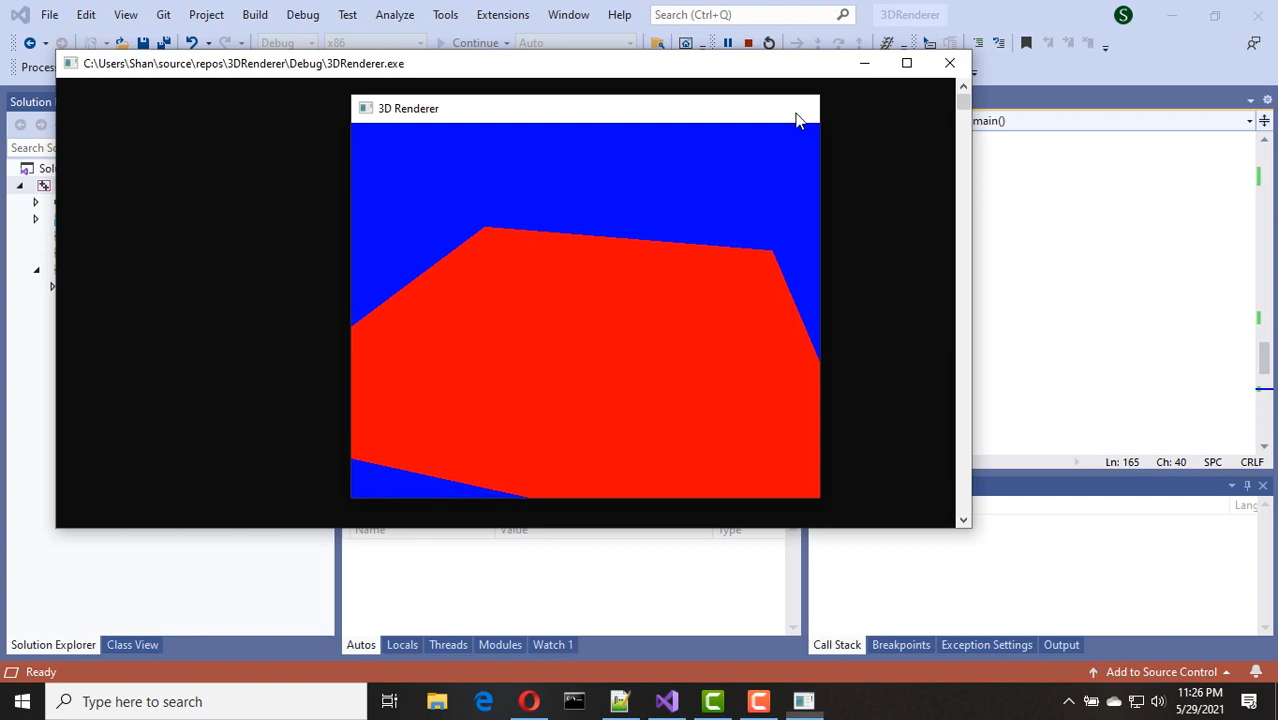 File Edit View Git Project Build Debug Test Analyze Tools Extensions Window Help Search (Ctrl+Q) 3DRenderer S
Debug x86 Continue Auto
Proces
C:\Users\Shan\source\repos\3DRenderer\Debug\3DRenderer.exe
Solution
3D Renderer
main()
Search So
Sol
Ln: 165 Ch: 40 SPC CRLF
Lang
Name Value Type
Solution Explorer Class View Autos Locals Threads Modules Watch 1 Call Stack Breakpoints Exception Settings Output
Ready Add to Source Control
Type here to search
11:26 PM
5/29/2021